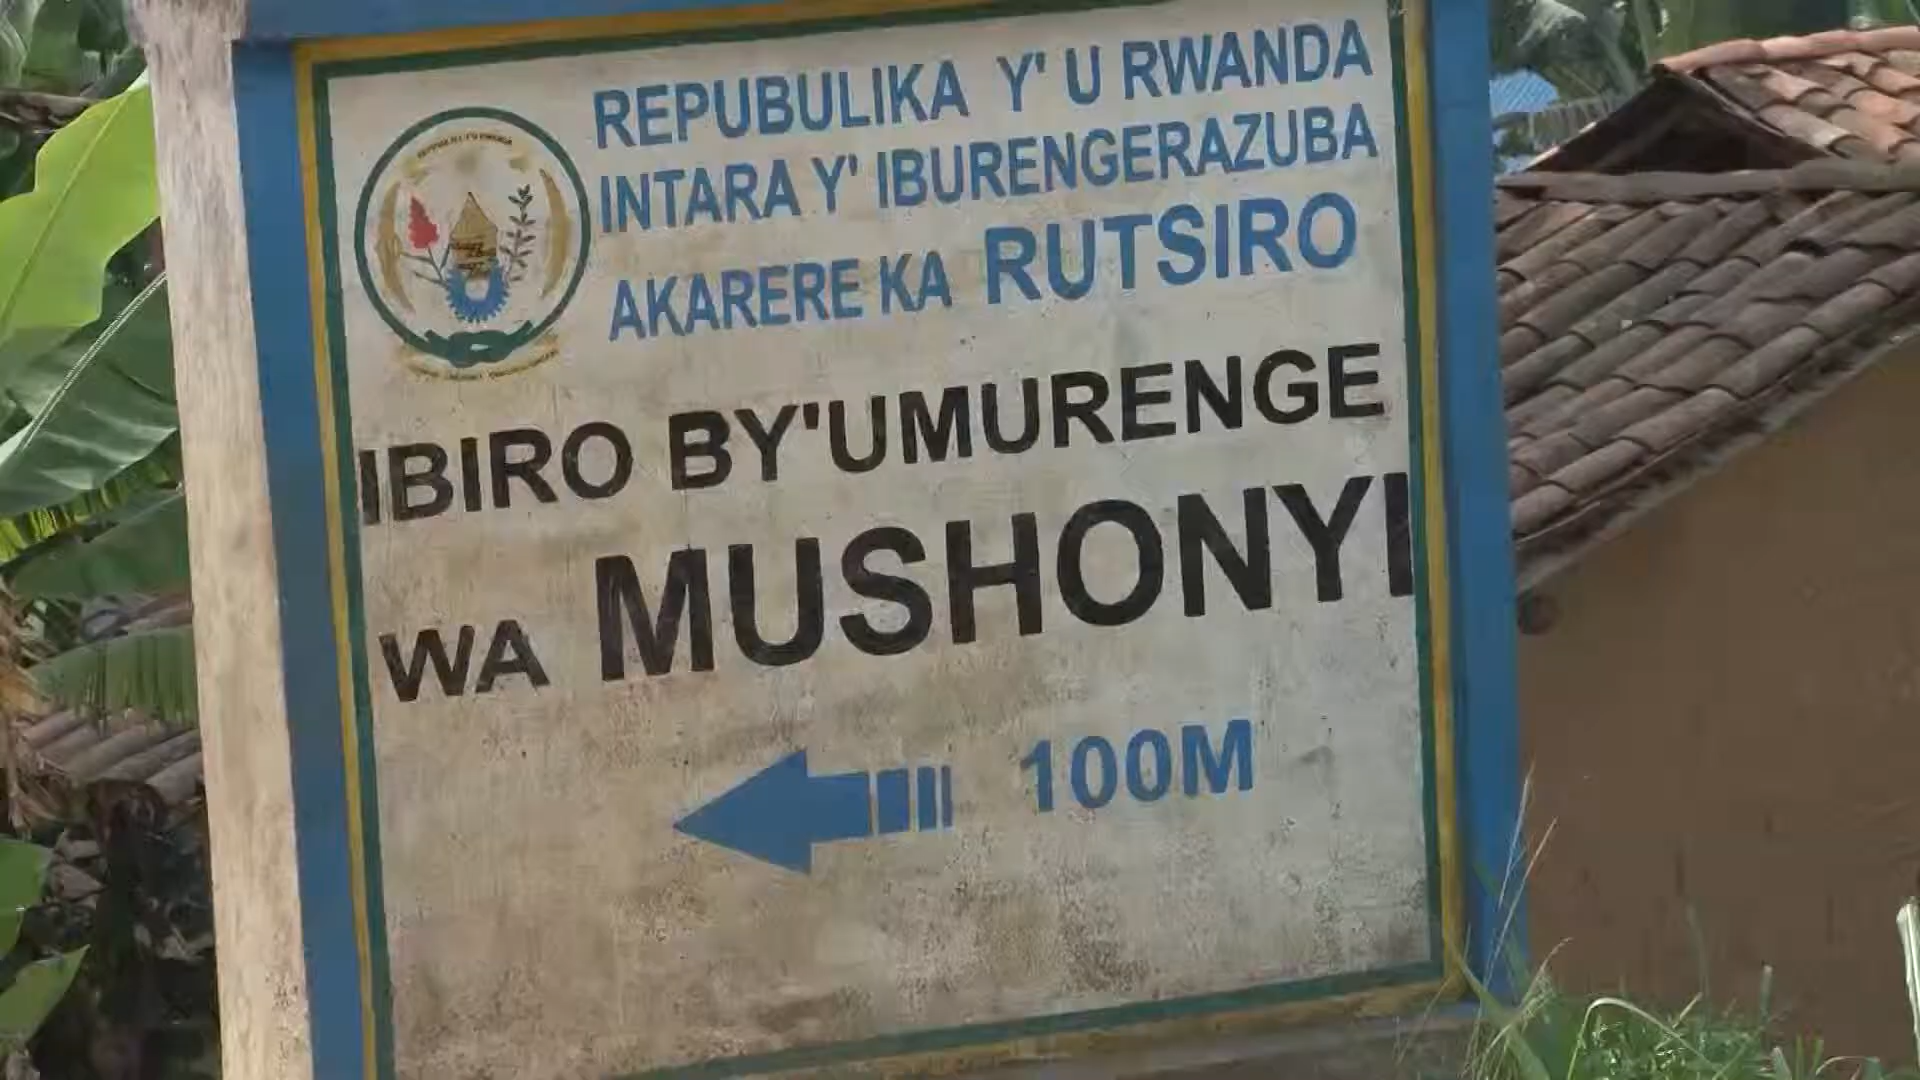 REPUBULIKA Y' U RWANDA
INTARA Y' IBURENGERAZUBA
AKARERE KA RUTSIRO
IBIRO BY'UMURENGE
WA MUSHONYI
100M